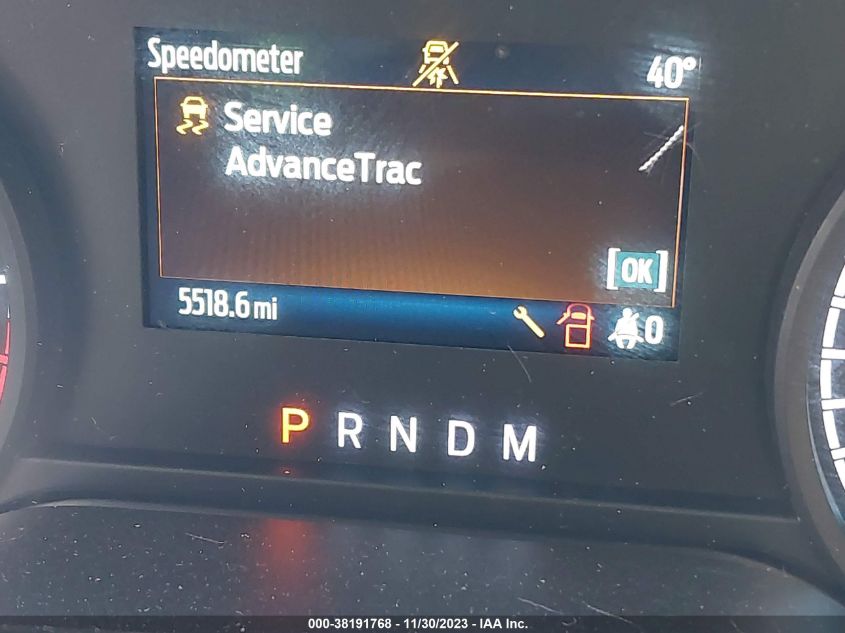 Speedometer 40°
Service
AdvanceTrac
[OK]
5518.6 mi 0
P R N D M
000-38191768 - 11/30/2023 - IAA Inc.